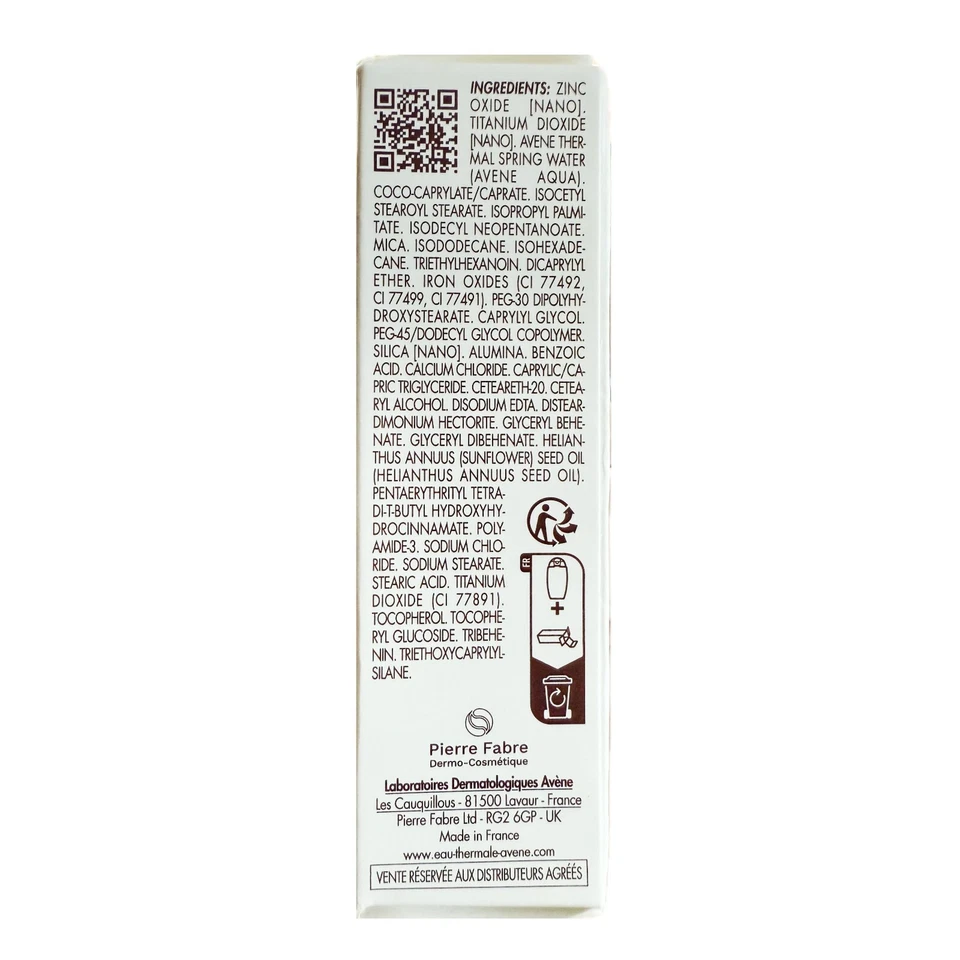 INGREDIENTS: ZINC
OXIDE [NANO].
TITANIUM DIOXIDE
[NANO]. AVENE THER-
MAL SPRING WATER
(AVENE AQUA).
COCO-CAPRYLATE/CAPRATE. ISOCETYL
STEAROYL STEARATE. ISOPROPYL PALMI-
TATE. ISODECYL NEOPENTANOATE.
MICA. ISODODECANE. ISOHEXADE-
CANE. TRIETHYLHEXANOIN. DICAPRYLYL
ETHER. IRON OXIDES (CI 77492,
CI 77499, CI 77491). PEG-30 DIPOLYHY-
DROXYSTEARATE. CAPRYLYL GLYCOL.
PEG-45/DODECYL GLYCOL COPOLYMER.
SILICA [NANO]. ALUMINA. BENZOIC
ACID. CALCIUM CHLORIDE. CAPRYLIC/CA-
PRIC TRIGLYCERIDE. CETEARETH-20. CETEA-
RYL ALCOHOL. DISODIUM EDTA. DISTEAR-
DIMONIUM HECTORITE. GLYCERYL BEHE-
NATE. GLYCERYL DIBEHENATE. HELIAN-
THUS ANNUUS (SUNFLOWER) SEED OIL
(HELIANTHUS ANNUUS SEED OIL).
PENTAERYTHRITYL TETRA-
DI-T-BUTYL HYDROXYHY-
DROCINNAMATE. POLY-
AMIDE-3. SODIUM CHLO-
RIDE. SODIUM STEARATE.
STEARIC ACID. TITANIUM
DIOXIDE (CI 77891).
TOCOPHEROL. TOCOPHE-
RYL GLUCOSIDE. TRIBEHE-
NIN. TRIETHOXYCAPRYLYL-
SILANE.
FR
+
Pierre Fabre
Dermo-Cosmétique
Laboratoires Dermatologiques Avène
Les Cauquillous - 81500 Lavaur - France
Pierre Fabre Ltd - RG2 6GP - UK
Made in France
www.eau-thermale-avene.com
VENTE RÉSERVÉE AUX DISTRIBUTEURS AGRÉÉS